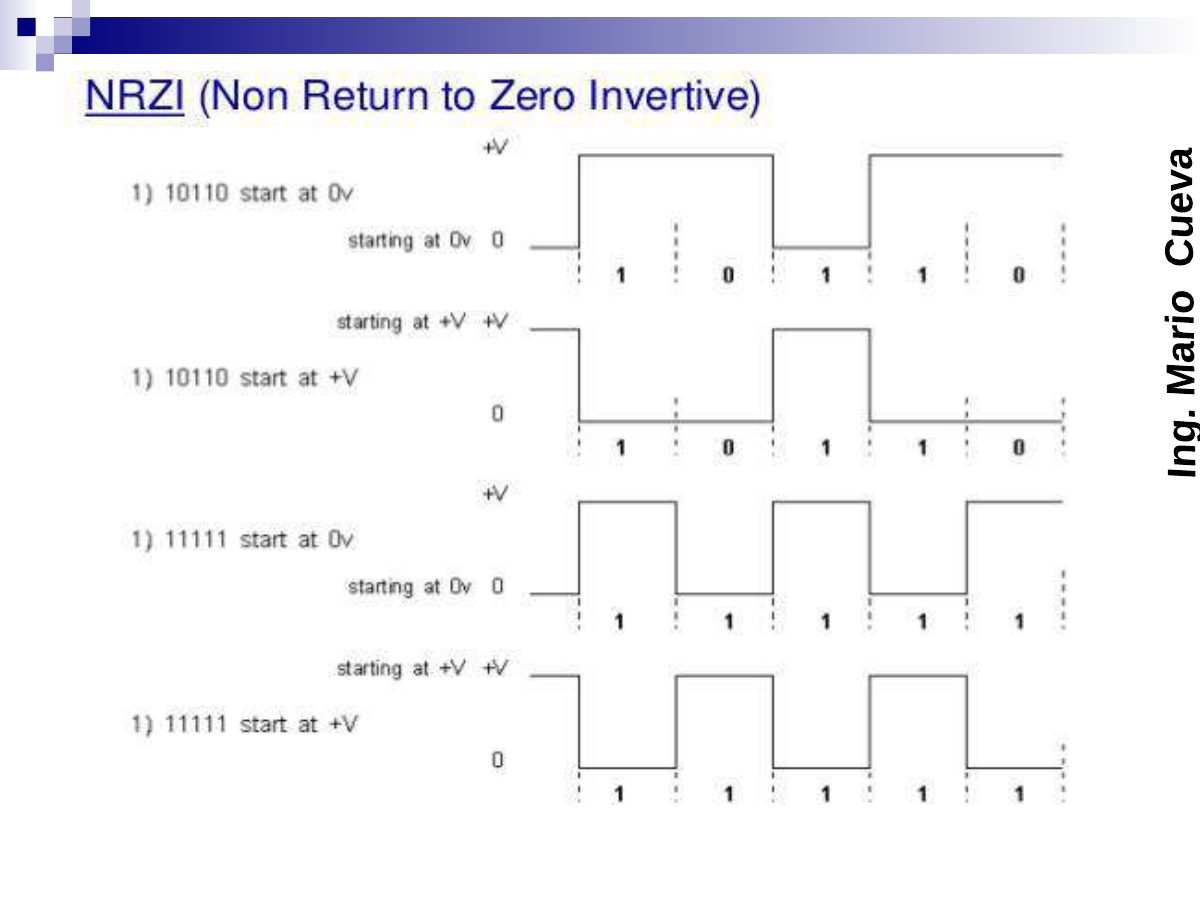 NRZI (Non Return to Zero Invertive)
+V
1) 10110 start at 0v
starting at 0v 0
1 0 1 1 0
starting at +V +V
1) 10110 start at +V
0
1 0 1 1 0
+V
1) 11111 start at 0v
starting at 0v 0
1 1 1 1 1
starting at +V +V
1) 11111 start at +V
0
1 1 1 1 1
Ing. Mario Cueva